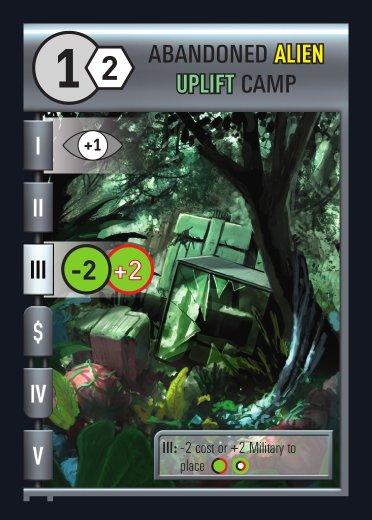 1 2 ABANDONED ALIEN
UPLIFT CAMP
I +1
II
III -2 +2
$
IV
V
III: -2 cost or +2 Military to
place